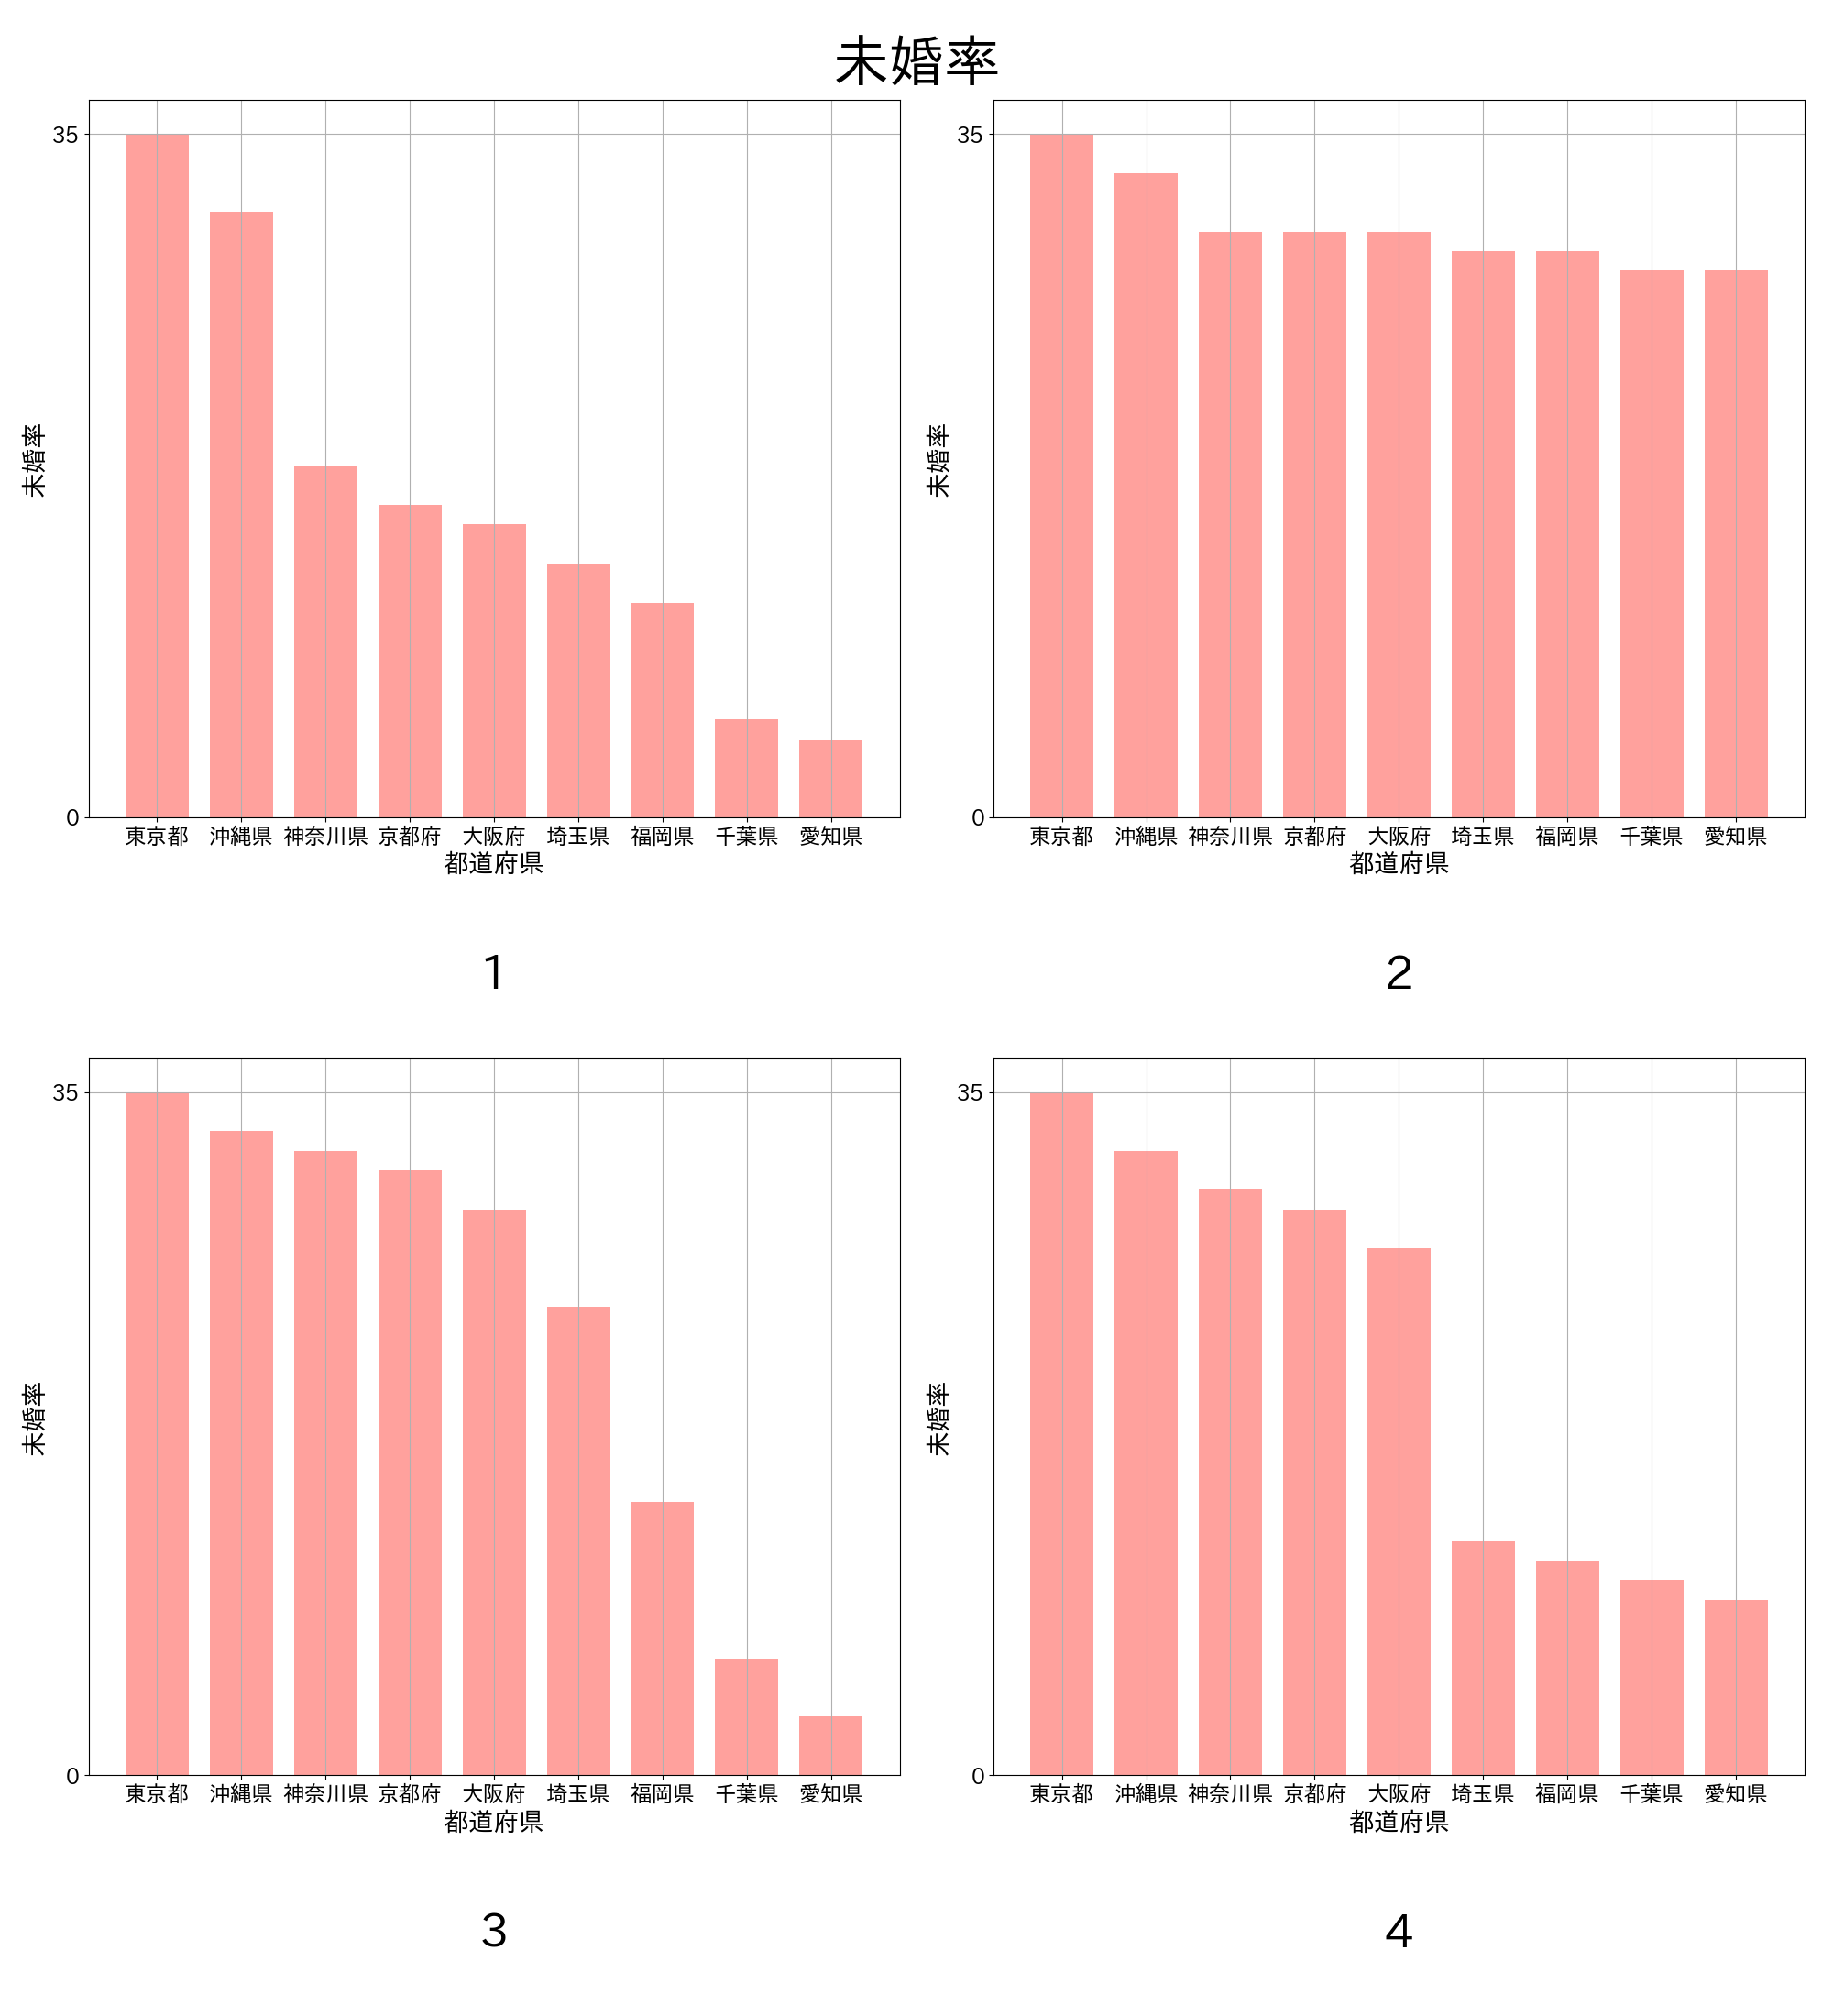 未婚率
35
0
未婚率
東京都 沖縄県 神奈川県 京都府 大阪府 埼玉県 福岡県 千葉県 愛知県
都道府県
1
35
0
未婚率
東京都 沖縄県 神奈川県 京都府 大阪府 埼玉県 福岡県 千葉県 愛知県
都道府県
2
35
0
未婚率
東京都 沖縄県 神奈川県 京都府 大阪府 埼玉県 福岡県 千葉県 愛知県
都道府県
3
35
0
未婚率
東京都 沖縄県 神奈川県 京都府 大阪府 埼玉県 福岡県 千葉県 愛知県
都道府県
4